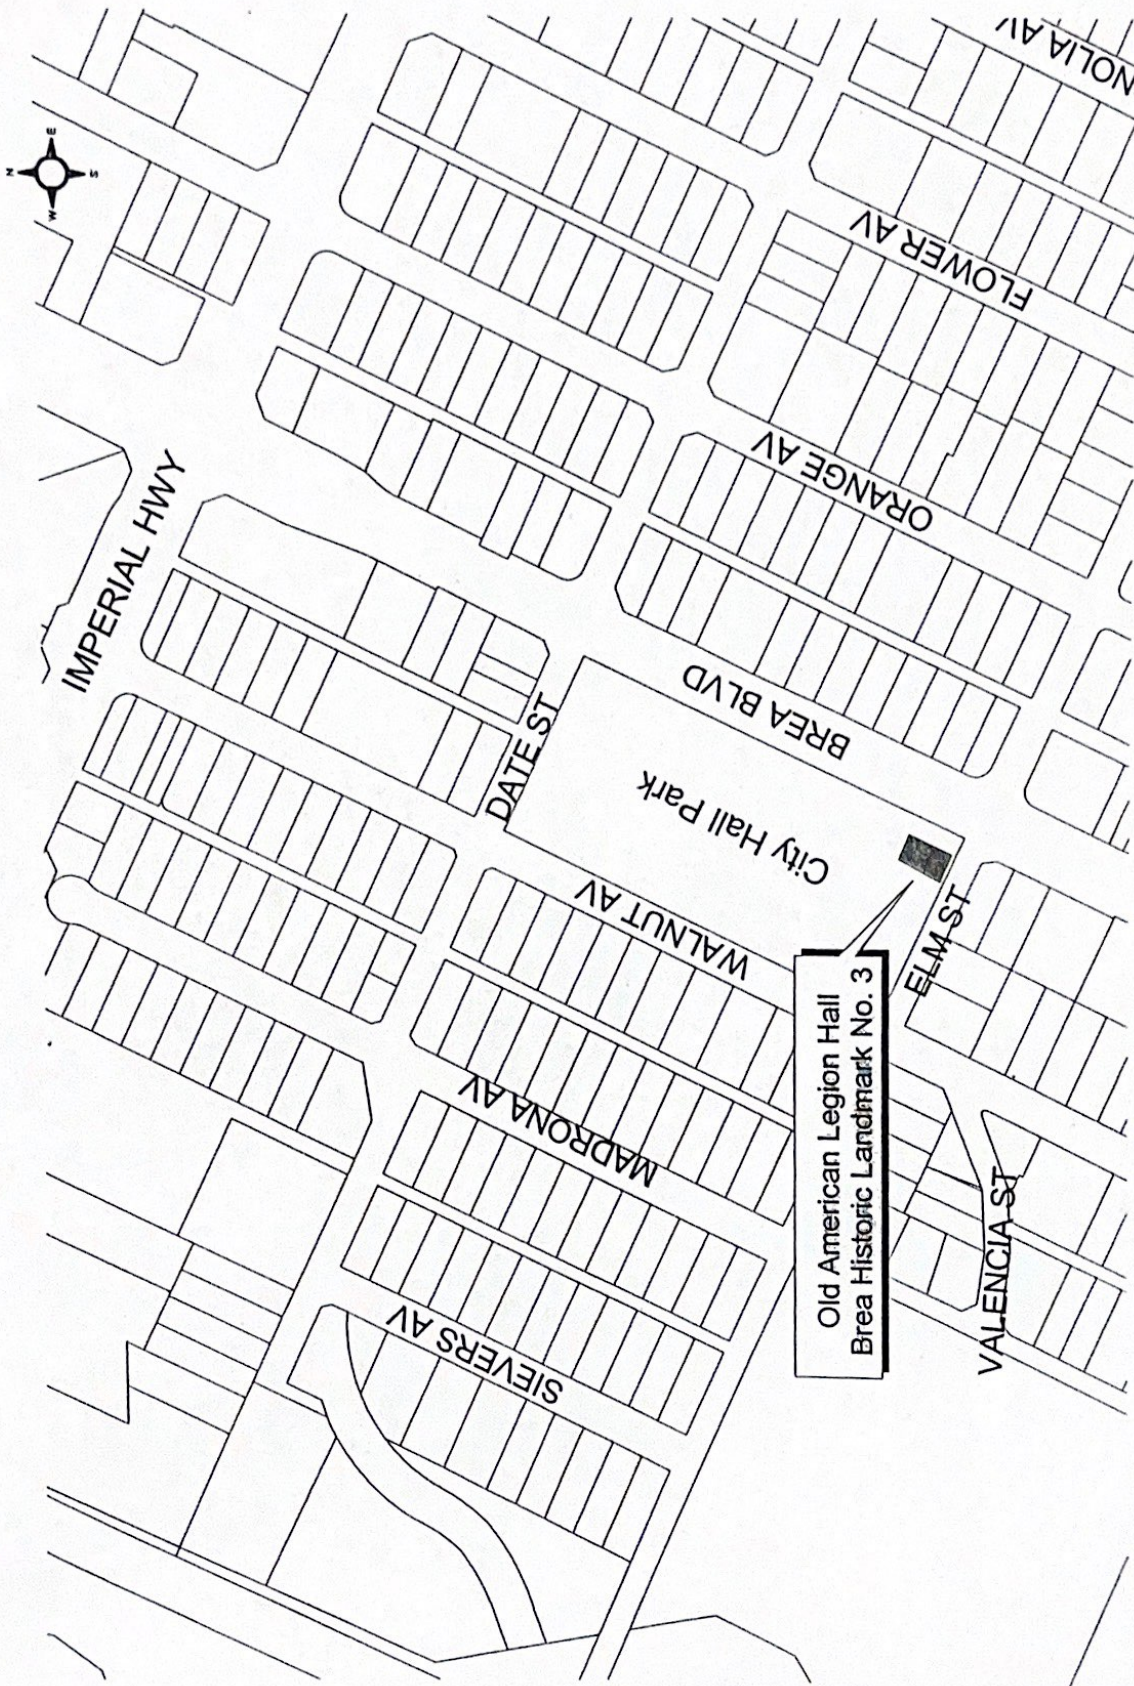 N
W
E
S
NOLIA AV
FLOWER AV
ORANGE AV
IMPERIAL HWY
BREA BLVD
DATE ST
City Hall Park
WALNUT AV
ELM ST
Old American Legion Hall
Brea Historic Landmark No. 3
MADRONA AV
VALENCIA ST
SIEVERS AV